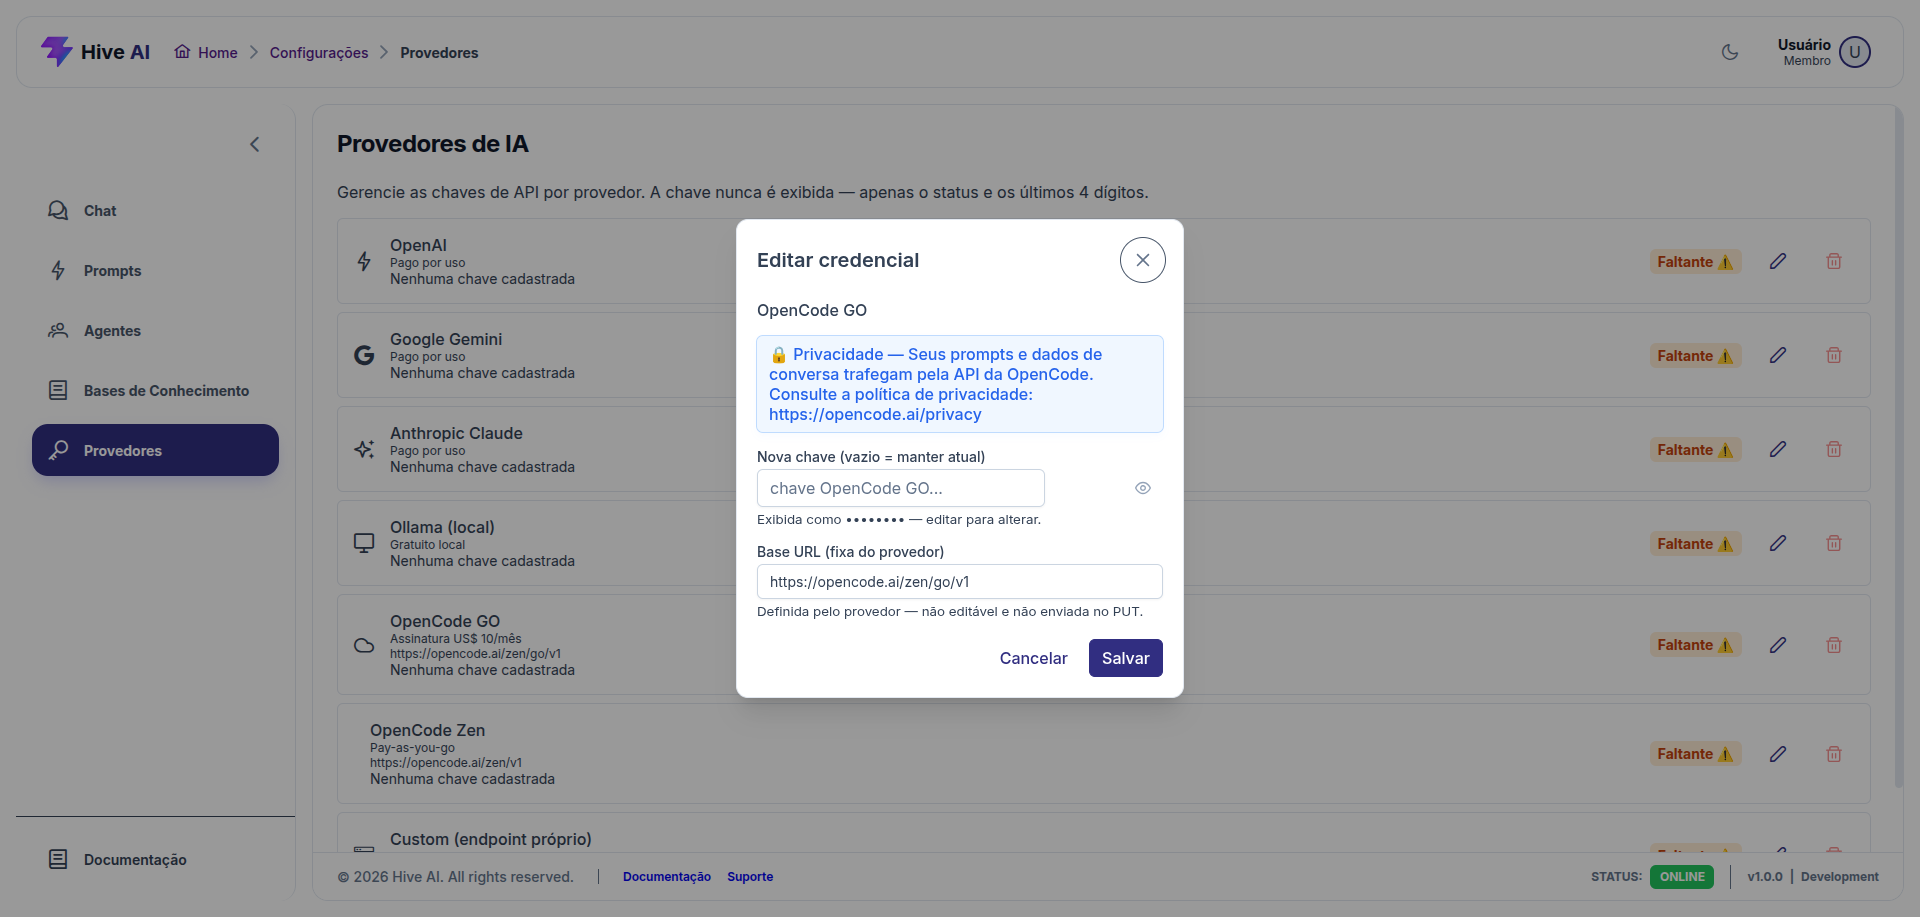 Hive AI
Home
Configurações
Provedores
Usuário
Membro
U
Chat
Prompts
Agentes
Bases de Conhecimento
Provedores
Documentação
Provedores de IA
Gerencie as chaves de API por provedor. A chave nunca é exibida — apenas o status e os últimos 4 dígitos.
OpenAI
Pago por uso
Nenhuma chave cadastrada
Faltante ⚠️
Google Gemini
Pago por uso
Nenhuma chave cadastrada
Faltante ⚠️
Anthropic Claude
Pago por uso
Nenhuma chave cadastrada
Faltante ⚠️
Ollama (local)
Gratuito local
Nenhuma chave cadastrada
Faltante ⚠️
OpenCode GO
Assinatura US$ 10/mês
https://opencode.ai/zen/go/v1
Nenhuma chave cadastrada
Faltante ⚠️
OpenCode Zen
Pay-as-you-go
https://opencode.ai/zen/v1
Nenhuma chave cadastrada
Faltante ⚠️
Custom (endpoint próprio)
Editar credencial
OpenCode GO
🔒 Privacidade — Seus prompts e dados de
conversa trafegam pela API da OpenCode.
Consulte a política de privacidade:
https://opencode.ai/privacy
Nova chave (vazio = manter atual)
chave OpenCode GO...
Exibida como •••••••• — editar para alterar.
Base URL (fixa do provedor)
https://opencode.ai/zen/go/v1
Definida pelo provedor — não editável e não enviada no PUT.
Cancelar
Salvar
© 2026 Hive AI. All rights reserved.
Documentação
Suporte
STATUS: ONLINE
v1.0.0 | Development